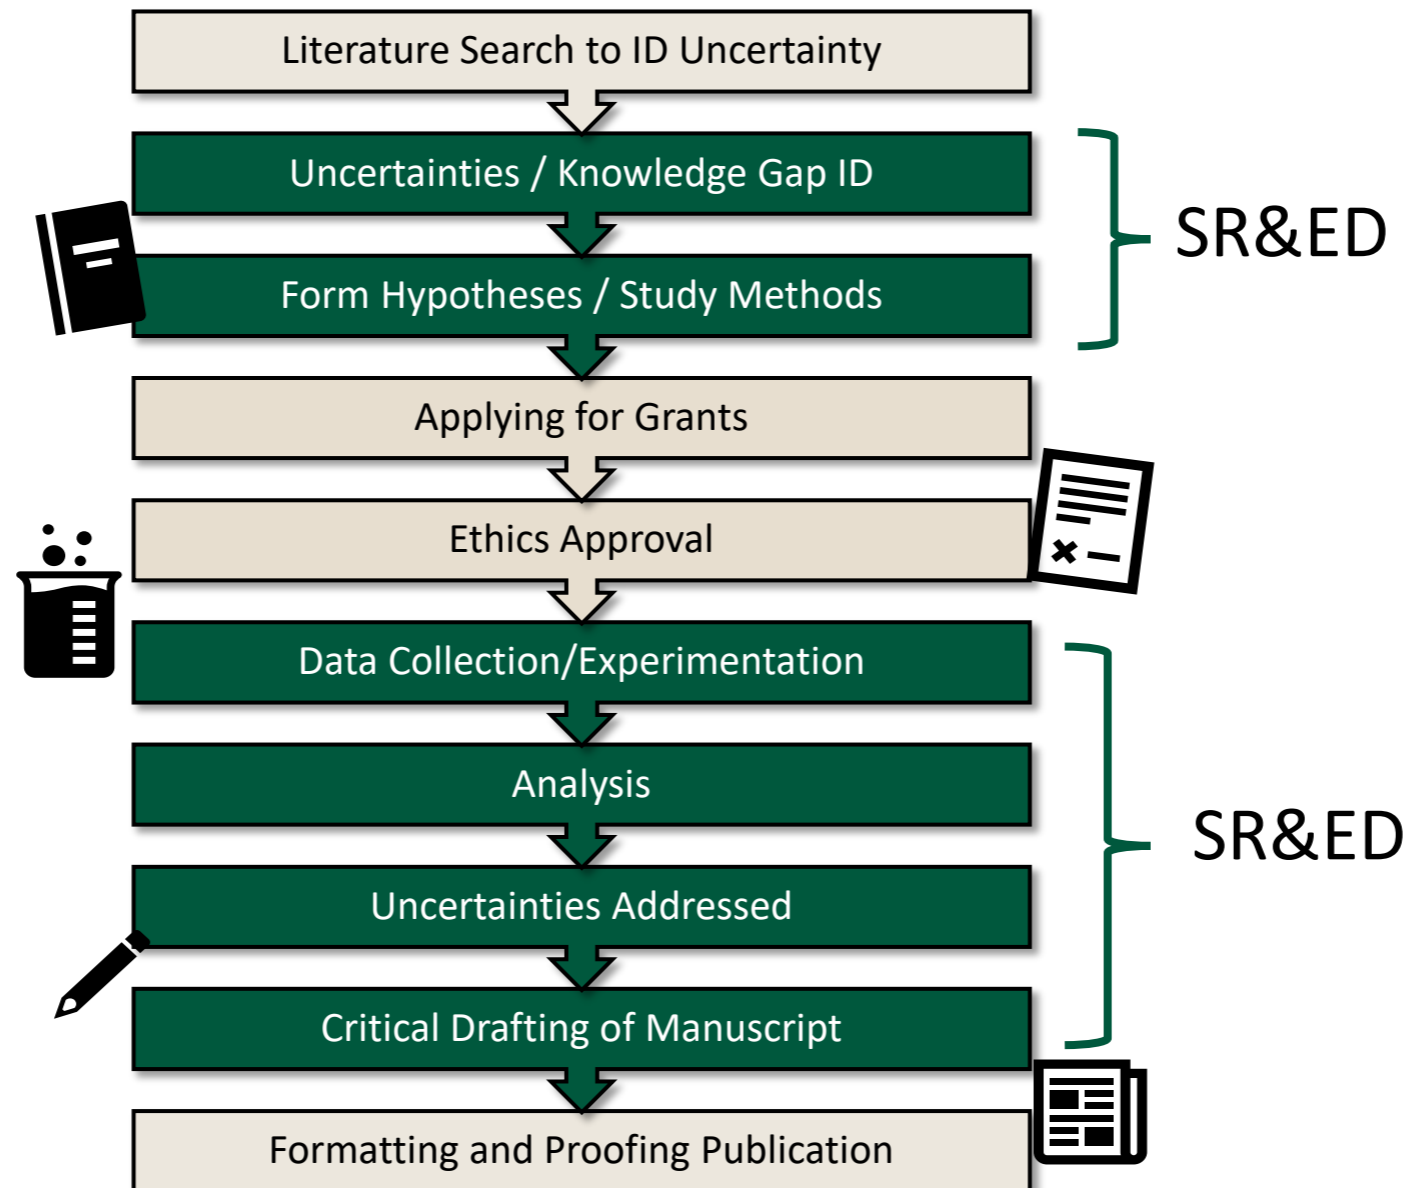 Literature Search to ID Uncertainty
Uncertainties / Knowledge Gap ID
SR&ED
Form Hypotheses / Study Methods
Applying for Grants
Ethics Approval
Data Collection/Experimentation
Analysis
SR&ED
Uncertainties Addressed
Critical Drafting of Manuscript
Formatting and Proofing Publication